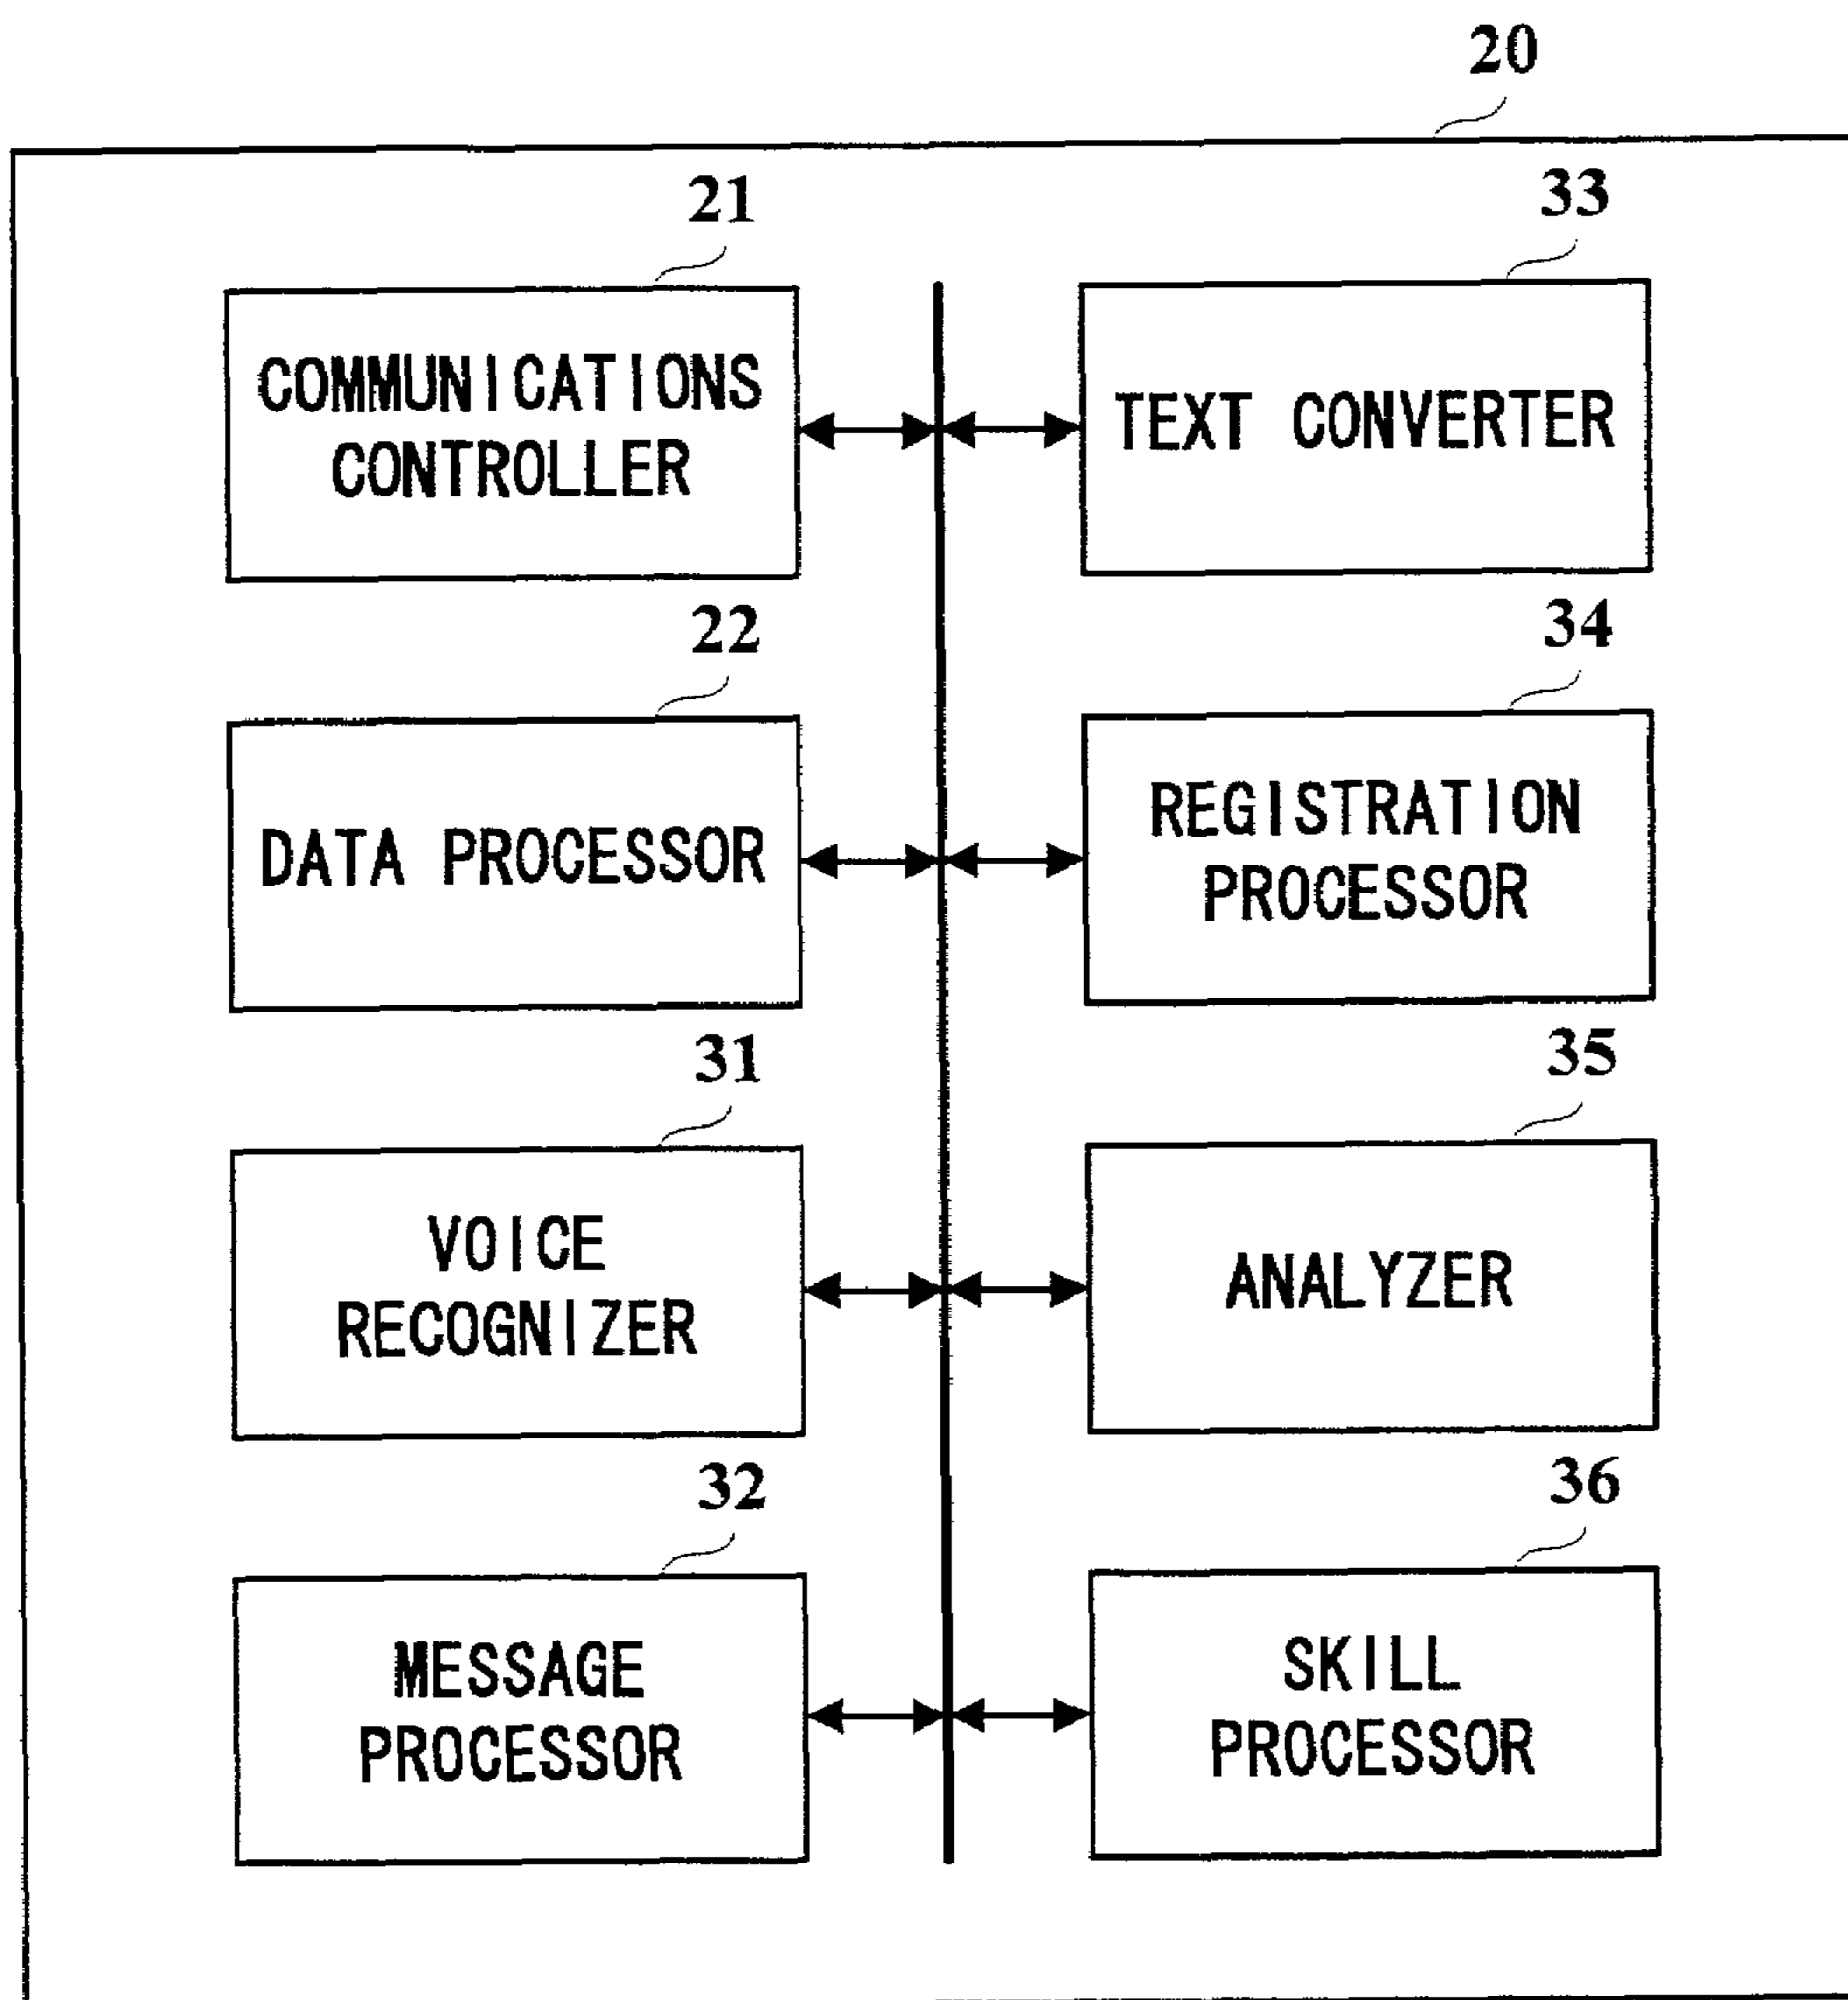 20
21
COMMUNICATIONS
CONTROLLER
33
TEXT CONVERTER
22
DATA PROCESSOR
34
REGISTRATION
PROCESSOR
31
VOICE
RECOGNIZER
35
ANALYZER
32
MESSAGE
PROCESSOR
36
SKILL
PROCESSOR